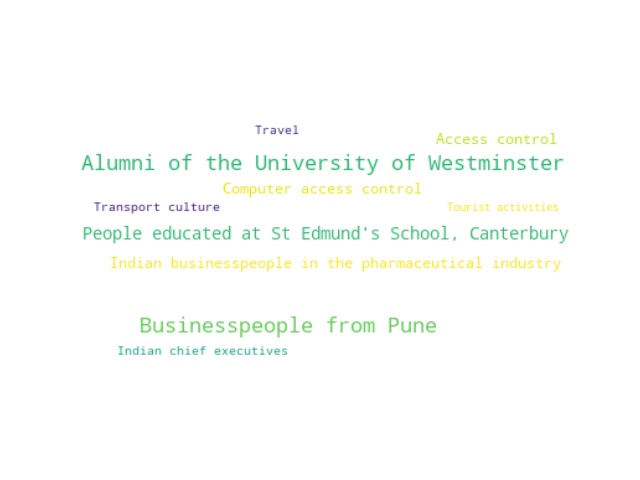 Travel
Access control
Alumni of the University of Westminster
Computer access control
Transport culture
Tourist activities
People educated at St Edmund's School, Canterbury
Indian businesspeople in the pharmaceutical industry
Businesspeople from Pune
Indian chief executives